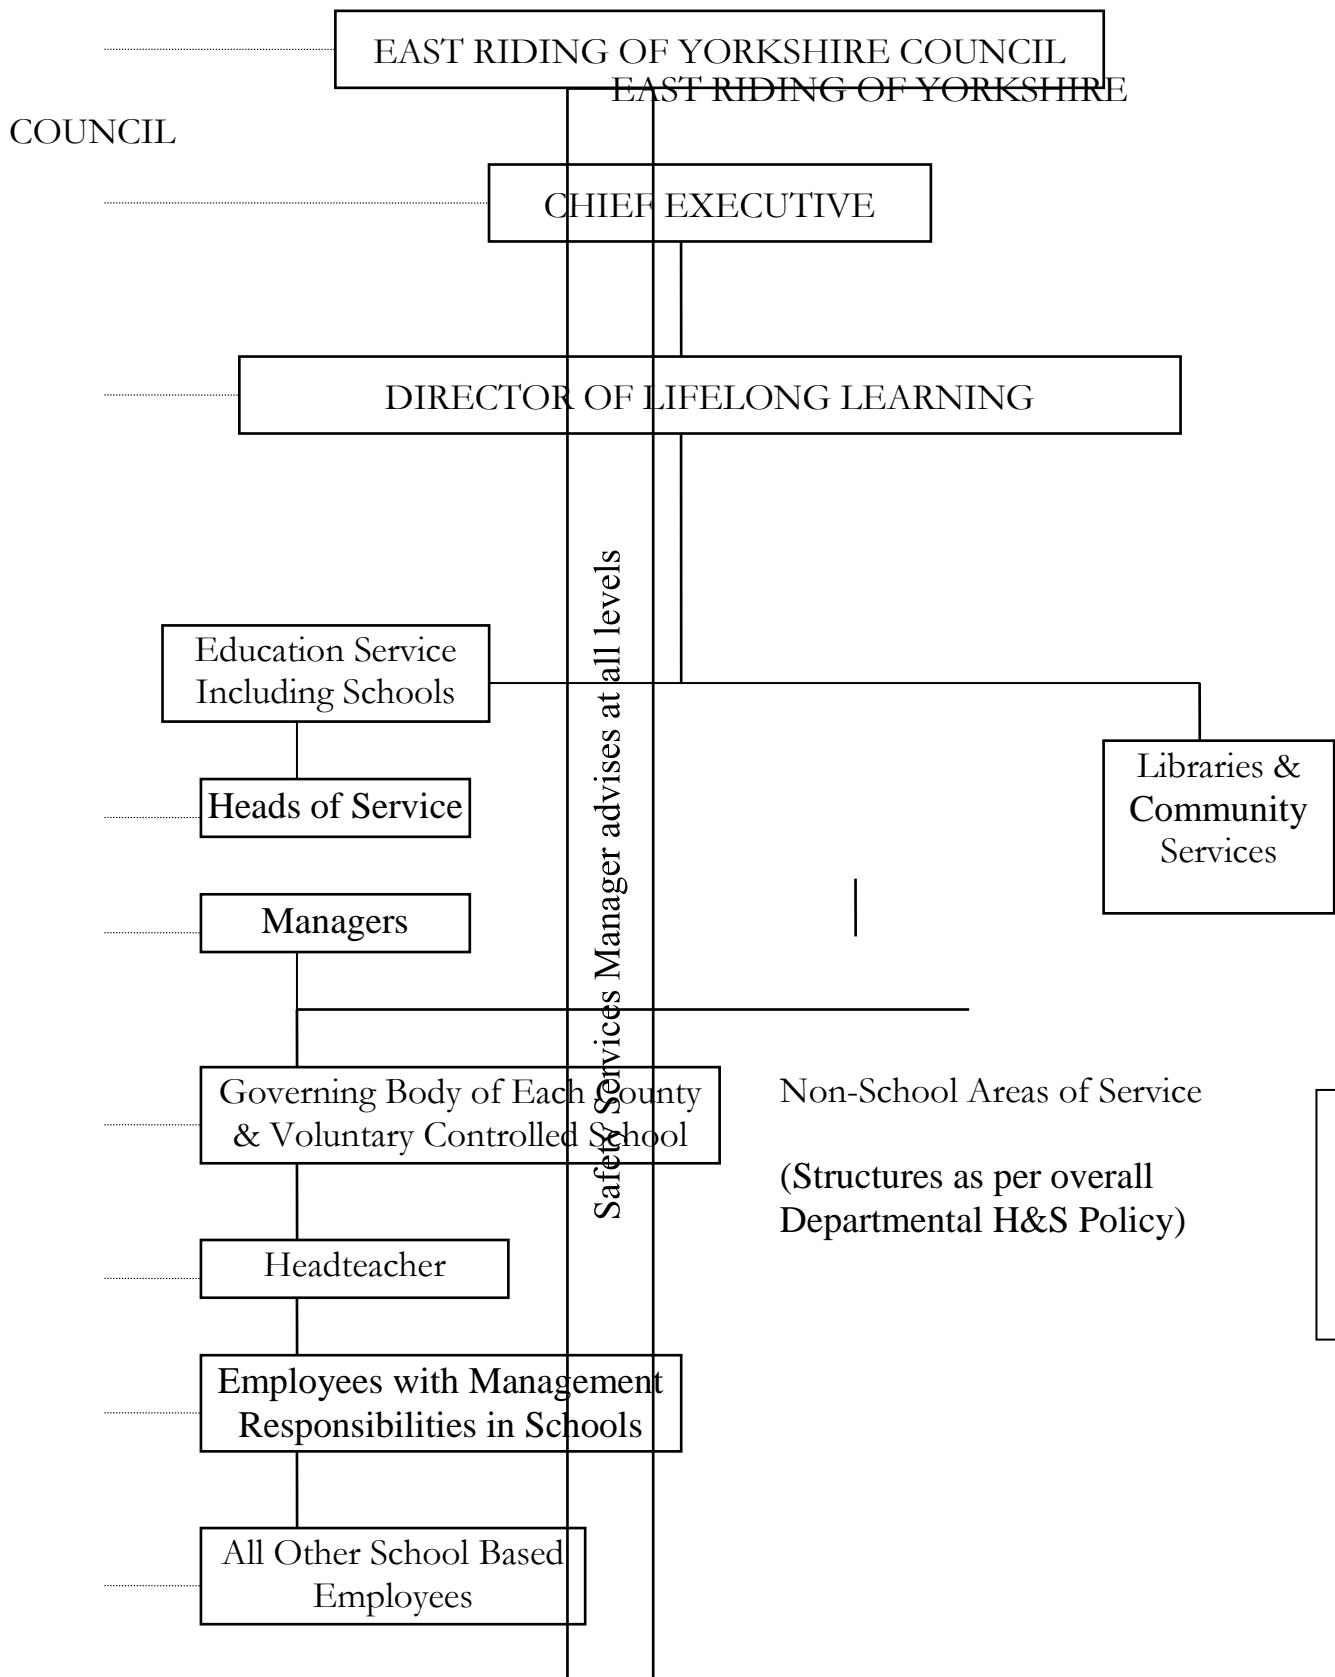 EAST RIDING OF YORKSHIRE COUNCIL
EAST RIDING OF YORKSHIRE
COUNCIL
CHIEF EXECUTIVE
DIRECTOR OF LIFELONG LEARNING
Safety Services Manager advises at all levels
Education Service
Including Schools
Libraries &
Community
Services
Heads of Service
Managers
Governing Body of Each County
& Voluntary Controlled School
Non-School Areas of Service
(Structures as per overall
Departmental H&S Policy)
Headteacher
Employees with Management
Responsibilities in Schools
All Other School Based
Employees